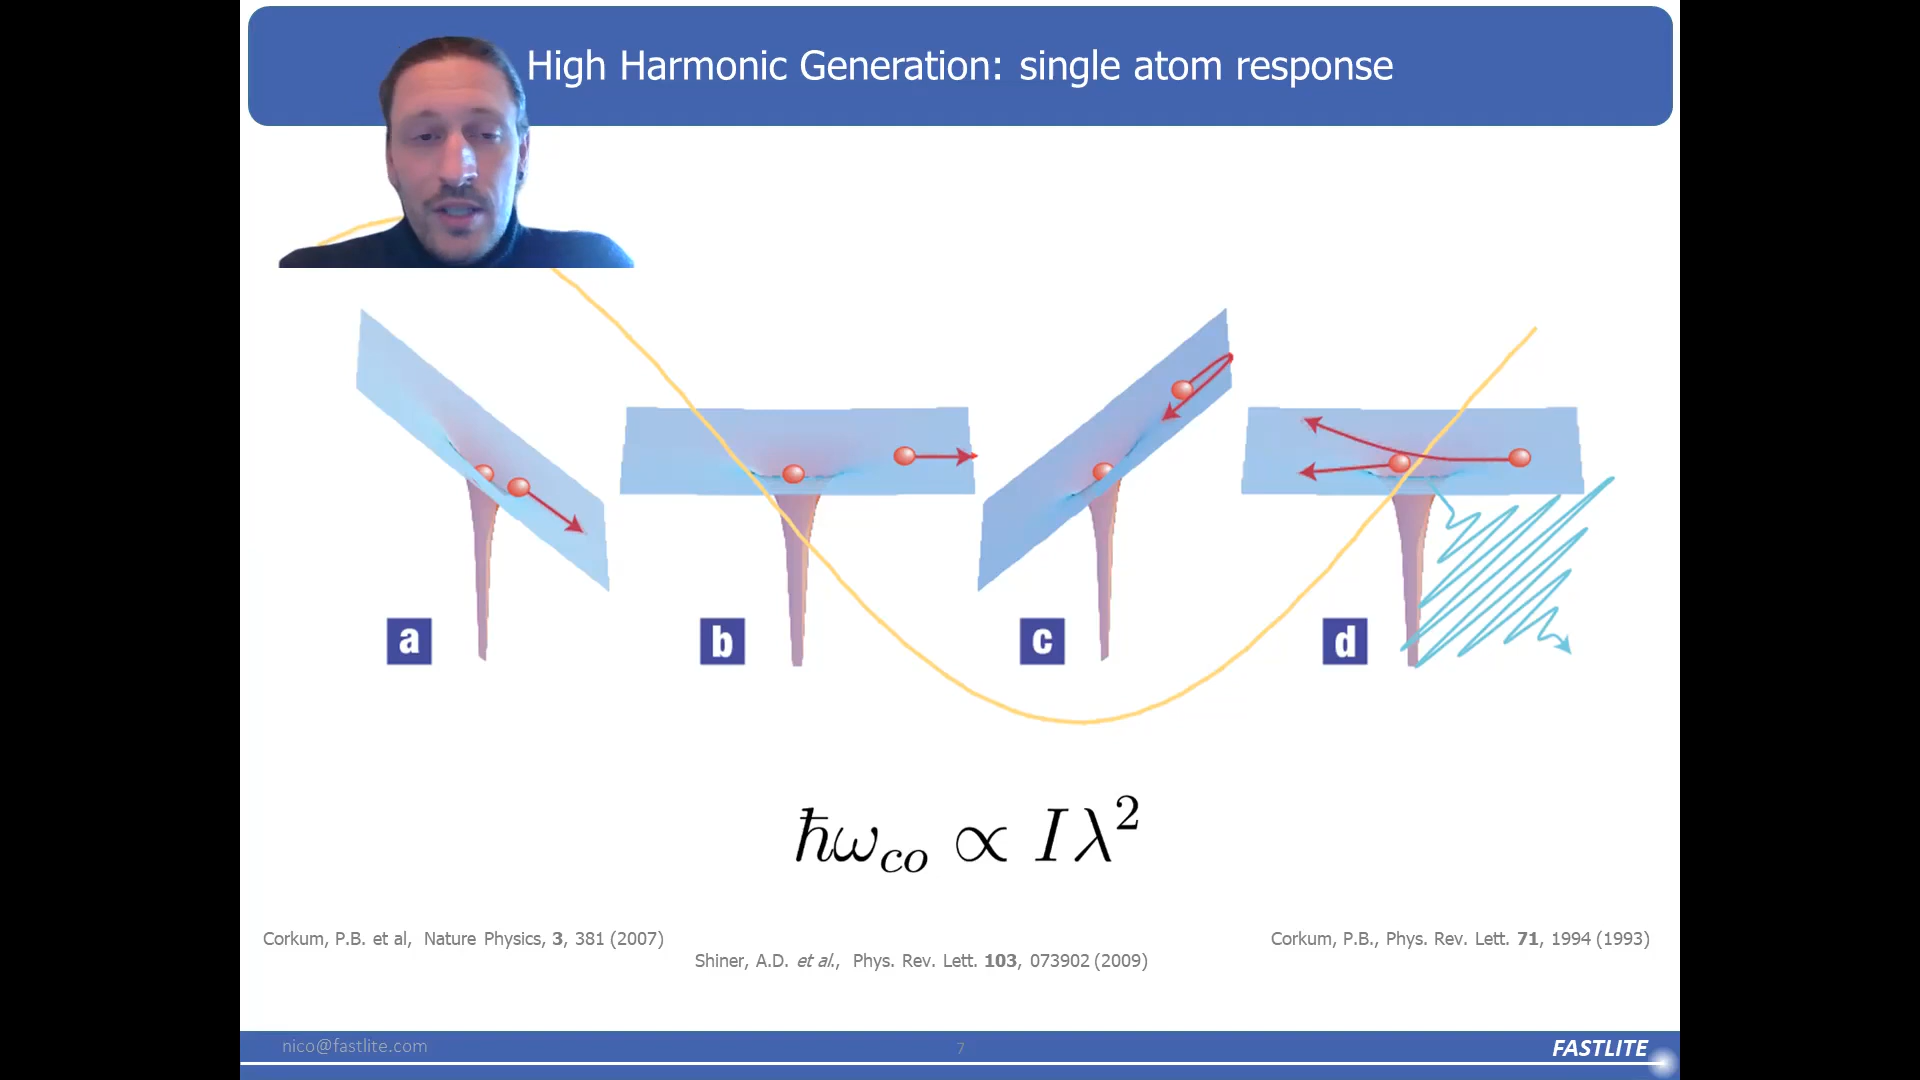 High Harmonic Generation: single atom response
a
b
c
d
ℏω_co ∝ Iλ²
Corkum, P.B. et al, Nature Physics, 3, 381 (2007)
Corkum, P.B., Phys. Rev. Lett. 71, 1994 (1993)
Shiner, A.D. et al., Phys. Rev. Lett. 103, 073902 (2009)
nico@fastlite.com
7
FASTLITE